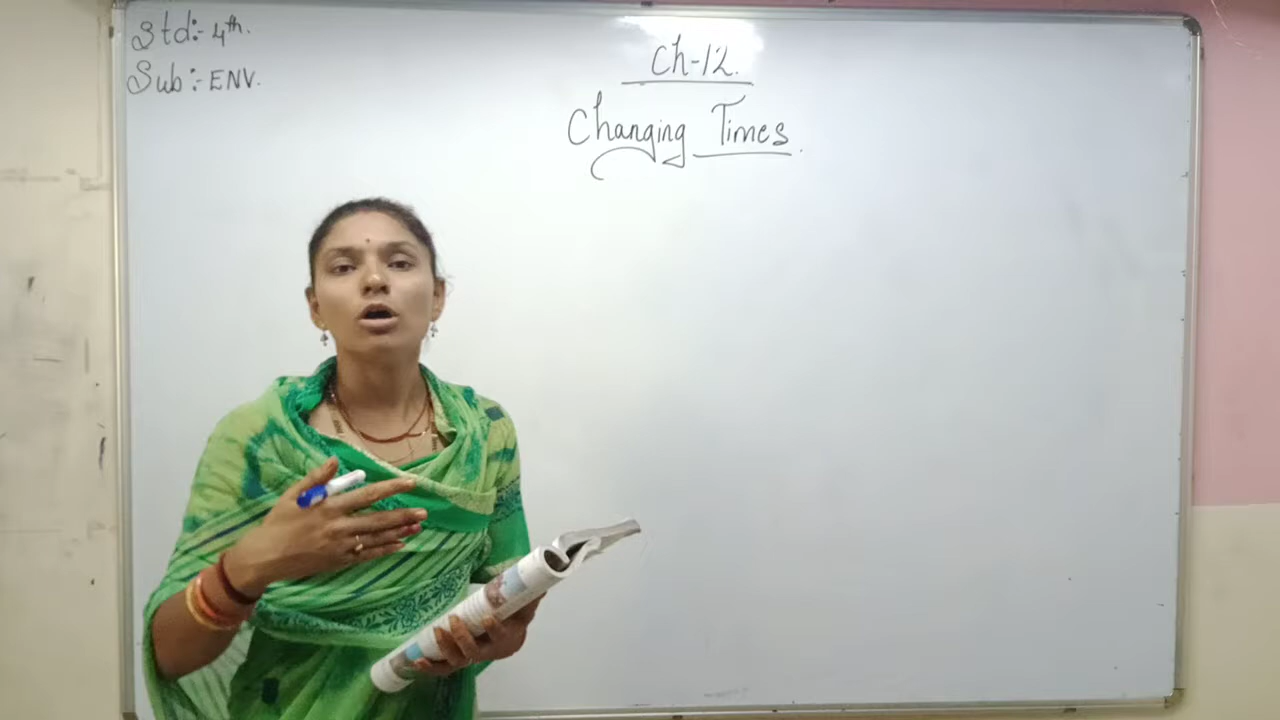 Std:- 4th.
Sub:- ENV.
Ch-12.
Changing Times.